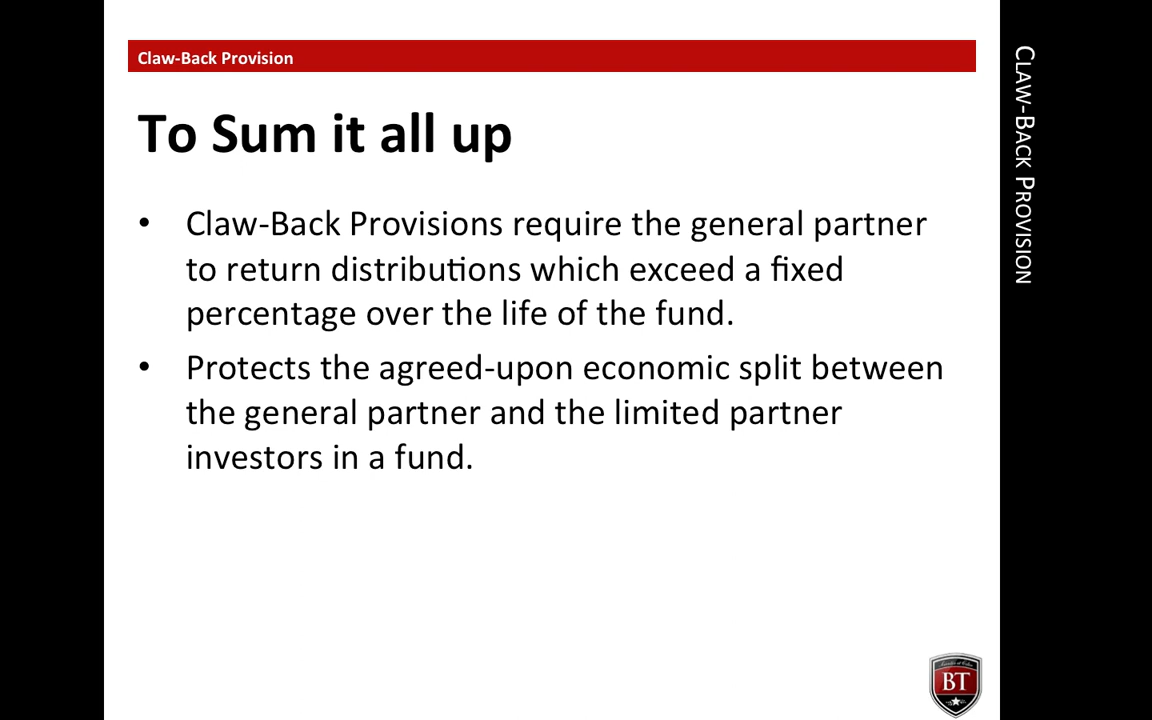 Claw-Back Provision
To Sum it all up
• Claw-Back Provisions require the general partner
to return distributions which exceed a fixed
percentage over the life of the fund.
• Protects the agreed-upon economic split between
the general partner and the limited partner
investors in a fund.
CLAW-BACK PROVISION
BT